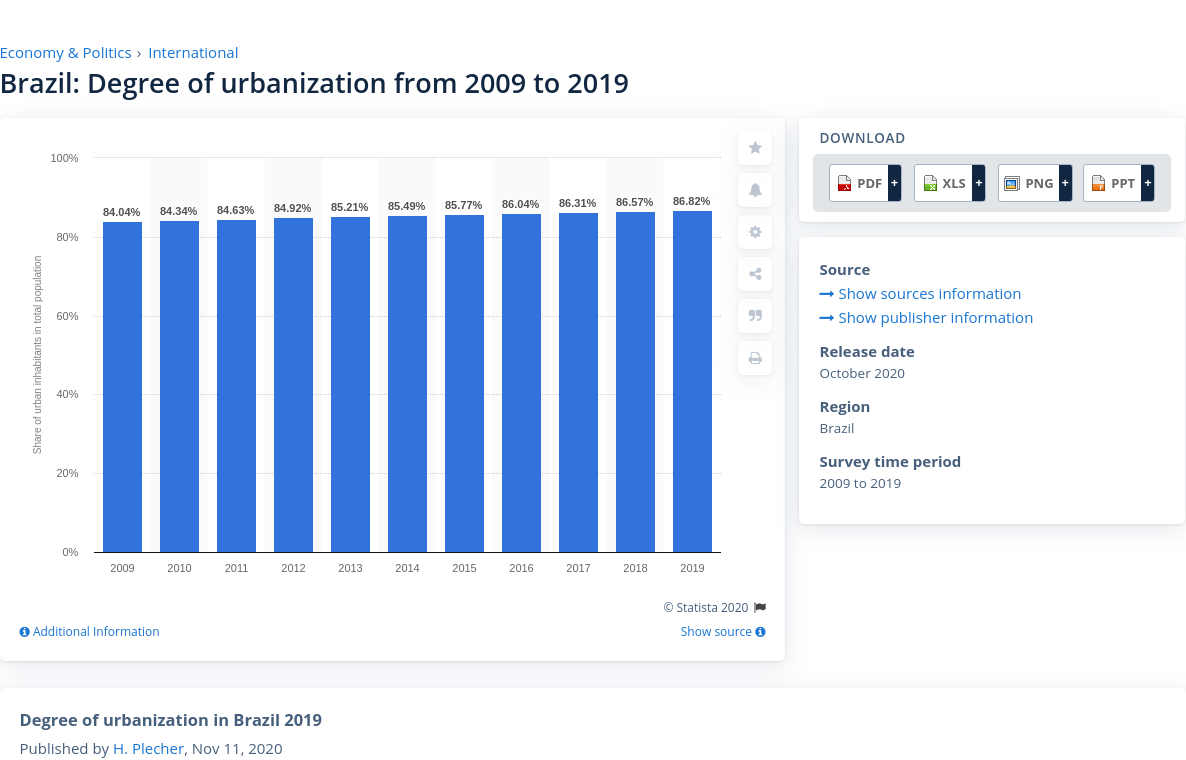 Economy & Politics › International
Brazil: Degree of urbanization from 2009 to 2019
100%
80%
60%
40%
20%
0%
Share of urban inhabitants in total population
84.04% 84.34% 84.63% 84.92% 85.21% 85.49% 85.77% 86.04% 86.31% 86.57% 86.82%
2009 2010 2011 2012 2013 2014 2015 2016 2017 2018 2019
© Statista 2020
Additional Information
Show source
DOWNLOAD
PDF + XLS + PNG + PPT +
Source
Show sources information
Show publisher information
Release date
October 2020
Region
Brazil
Survey time period
2009 to 2019
Degree of urbanization in Brazil 2019
Published by H. Plecher, Nov 11, 2020